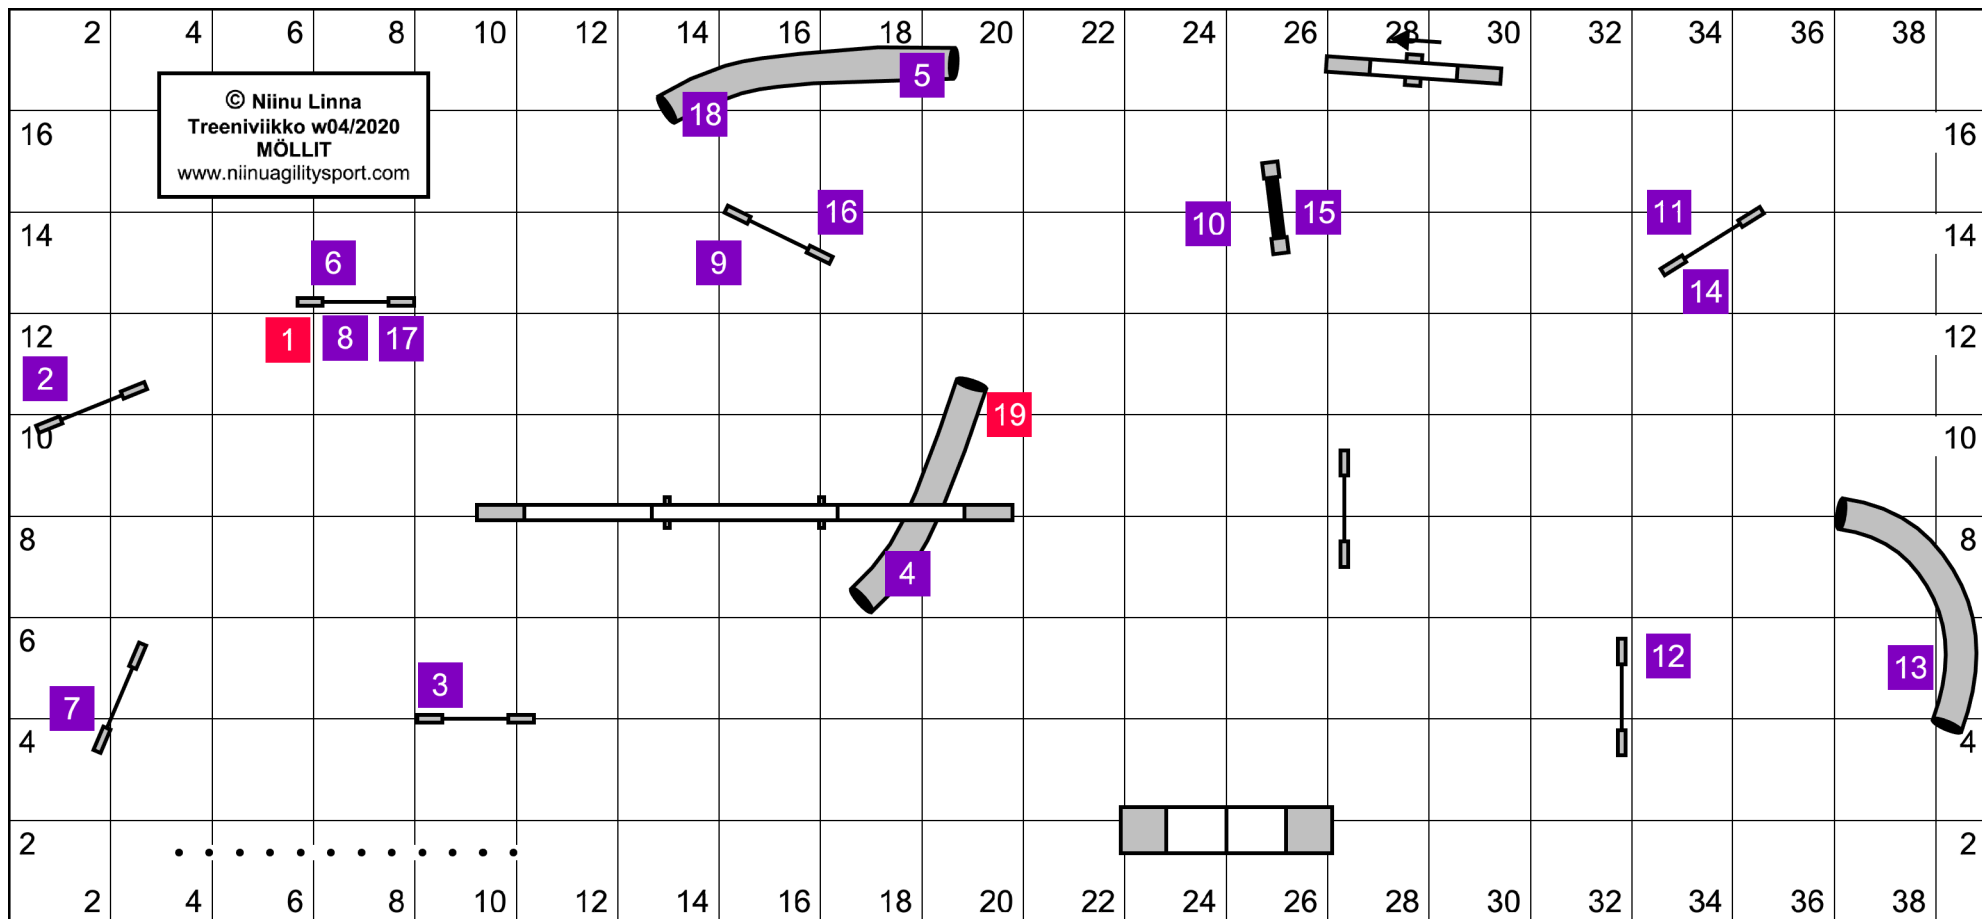 2 4 6 8 10 12 14 16 18 20 22 24 26 28 30 32 34 36 38
5
© Niinu Linna
Treeniviikko w04/2020
MÖLLIT
www.niinuagilitysport.com
18
16 16
16 15 11
10
14 14
6 9
14
12 1 8 17 12
2
19
10 10
8 8
4
6 12
13
3
7
4 4
2 2
2 4 6 8 10 12 14 16 18 20 22 24 26 28 30 32 34 36 38